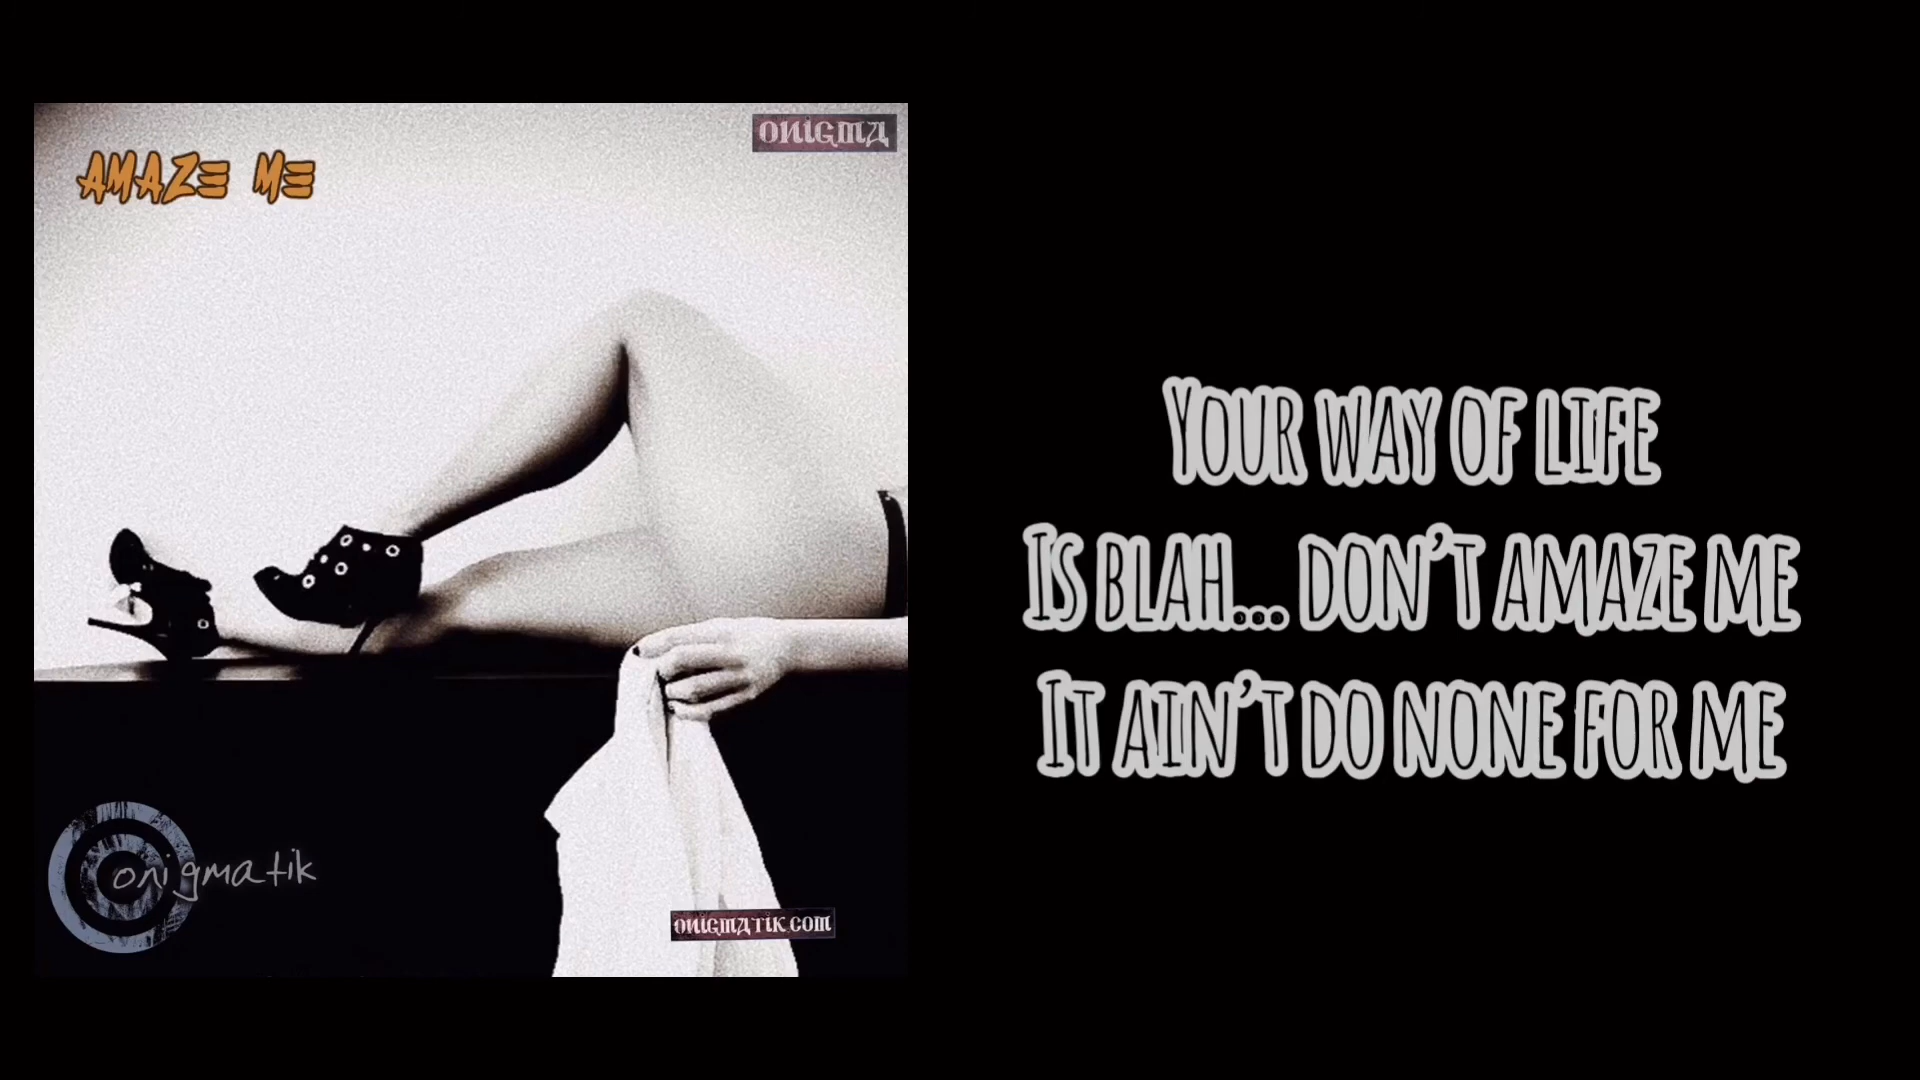 AMAZE ME
ONIGMA
onigmatik
ONIGMATIK.COM
Your way of life
Is blah... don't amaze me
It ain't do none for me